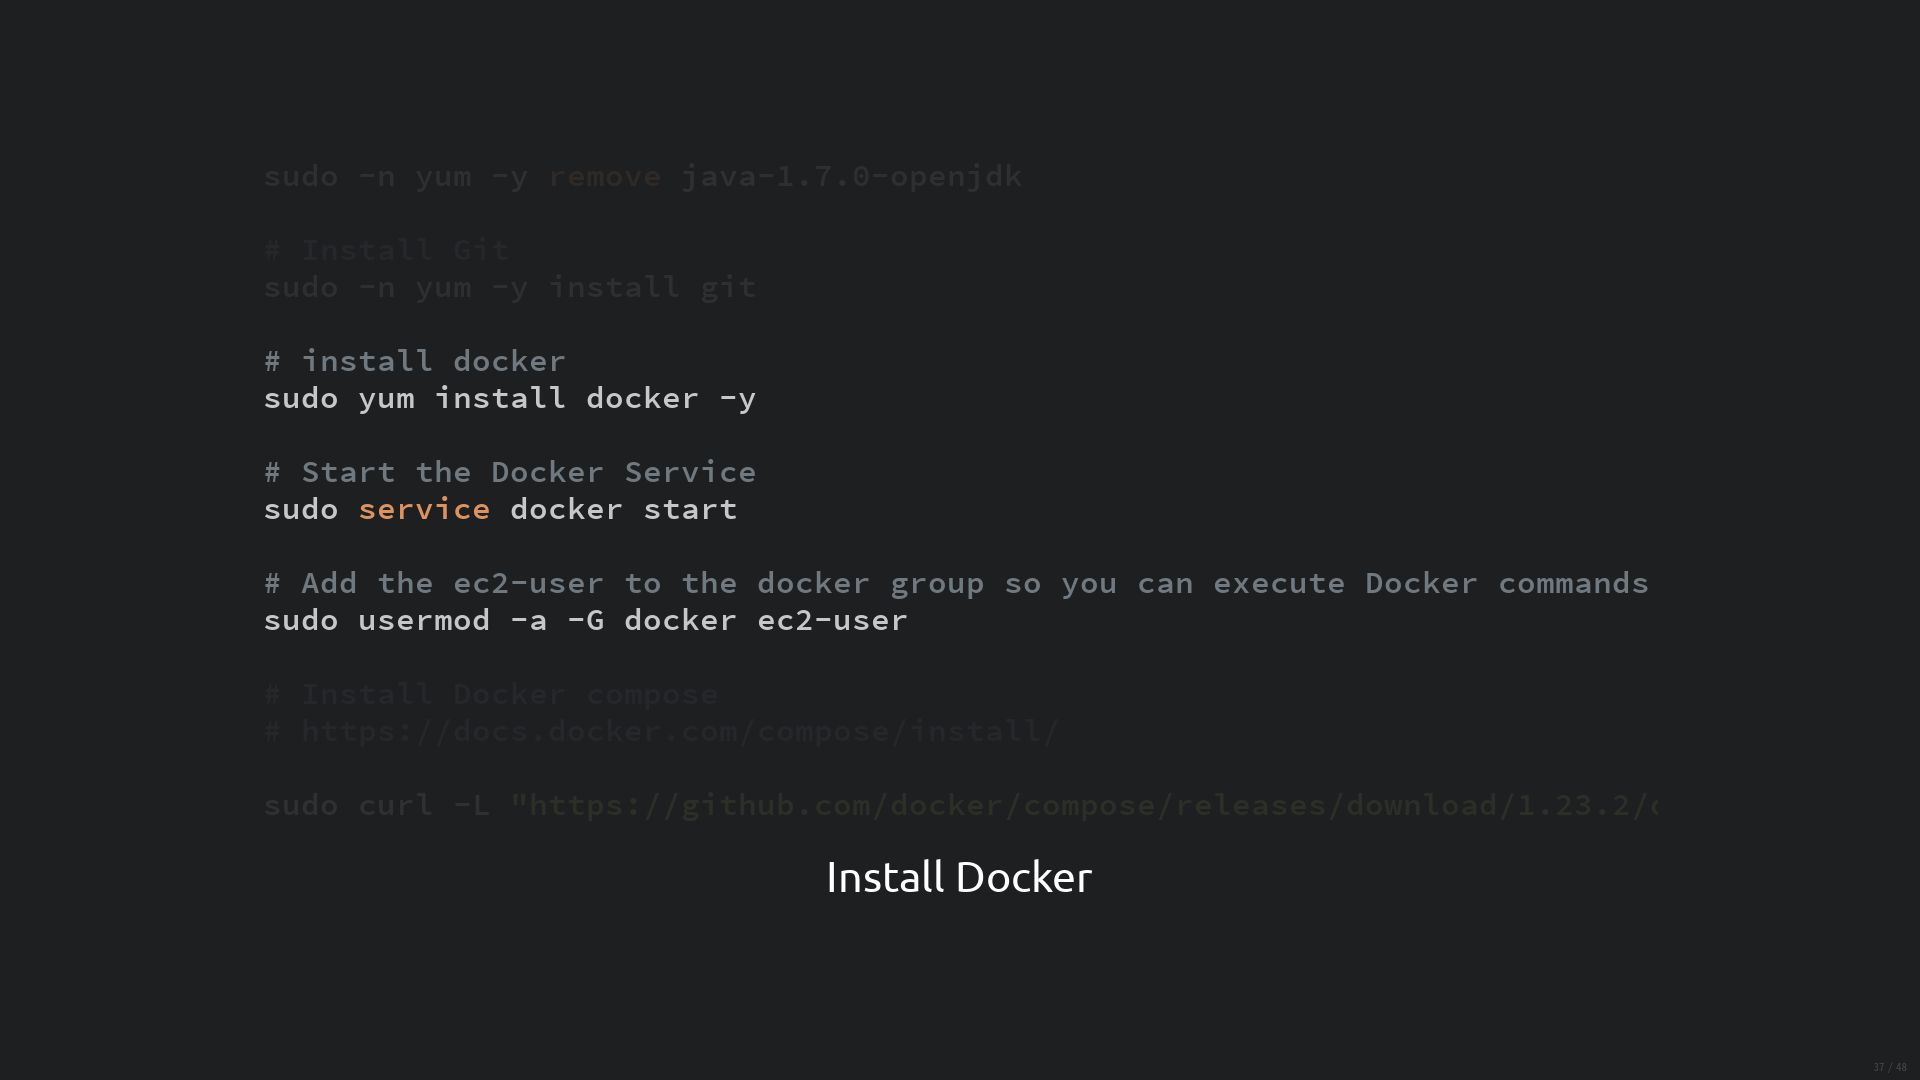 sudo -n yum -y remove java-1.7.0-openjdk
# Install Git
sudo -n yum -y install git
# install docker
sudo yum install docker -y
# Start the Docker Service
sudo service docker start
# Add the ec2-user to the docker group so you can execute Docker commands
sudo usermod -a -G docker ec2-user
# Install Docker compose
# https://docs.docker.com/compose/install/
sudo curl -L "https://github.com/docker/compose/releases/download/1.23.2/
Install Docker
37 / 48